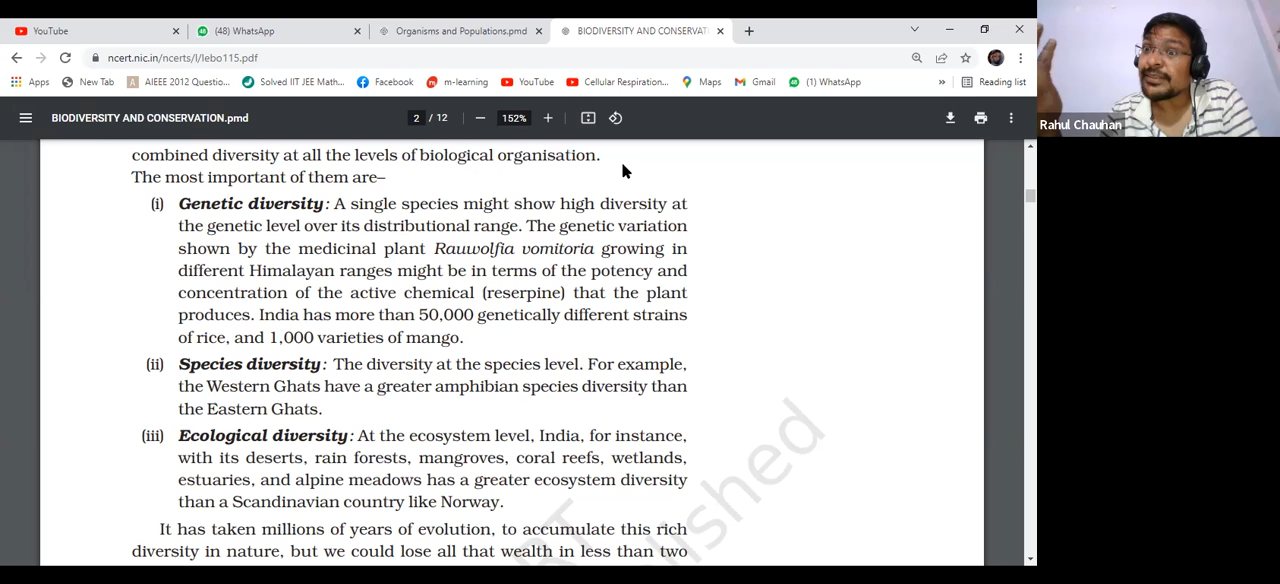 YouTube
(48) WhatsApp
Organisms and Populations.pmd
BIODIVERSITY AND CONSERVATI
ncert.nic.in/ncerts/l/lebo115.pdf
Apps
New Tab
AIEEE 2012 Questio...
Solved IIT JEE Math...
Facebook
m-learning
YouTube
Cellular Respiration...
Maps
Gmail
(1) WhatsApp
»
Reading list
Rahul Chauhan
BIODIVERSITY AND CONSERVATION.pmd
2 / 12
152%
combined diversity at all the levels of biological organisation.
The most important of them are–
(i) Genetic diversity: A single species might show high diversity at
the genetic level over its distributional range. The genetic variation
shown by the medicinal plant Rauwolfia vomitoria growing in
different Himalayan ranges might be in terms of the potency and
concentration of the active chemical (reserpine) that the plant
produces. India has more than 50,000 genetically different strains
of rice, and 1,000 varieties of mango.
(ii) Species diversity: The diversity at the species level. For example,
the Western Ghats have a greater amphibian species diversity than
the Eastern Ghats.
(iii) Ecological diversity: At the ecosystem level, India, for instance,
with its deserts, rain forests, mangroves, coral reefs, wetlands,
estuaries, and alpine meadows has a greater ecosystem diversity
than a Scandinavian country like Norway.
It has taken millions of years of evolution, to accumulate this rich
diversity in nature, but we could lose all that wealth in less than two